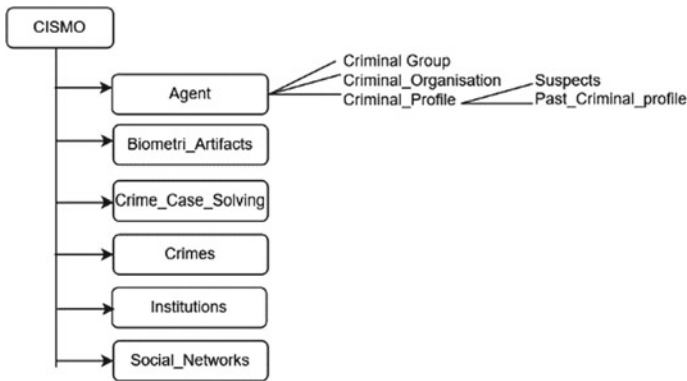 CISMO
Criminal Group
Agent
Criminal_Organisation
Suspects
Criminal_Profile
Past_Criminal_profile
Biometri_Artifacts
Crime_Case_Solving
Crimes
Institutions
Social_Networks